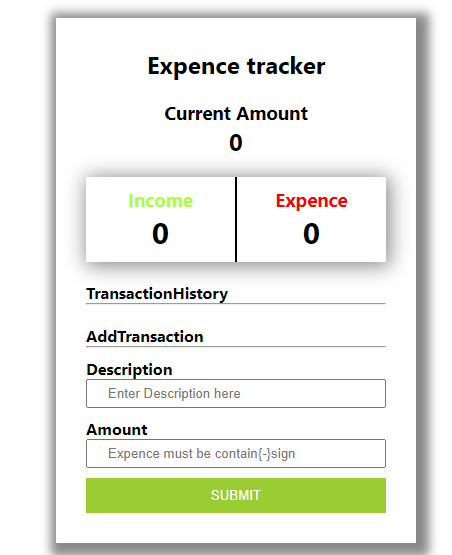 Expence tracker
Current Amount
0
Income
Expence
0
0
TransactionHistory
AddTransaction
Description
Enter Description here
Amount
Expence must be contain{-}sign
SUBMIT